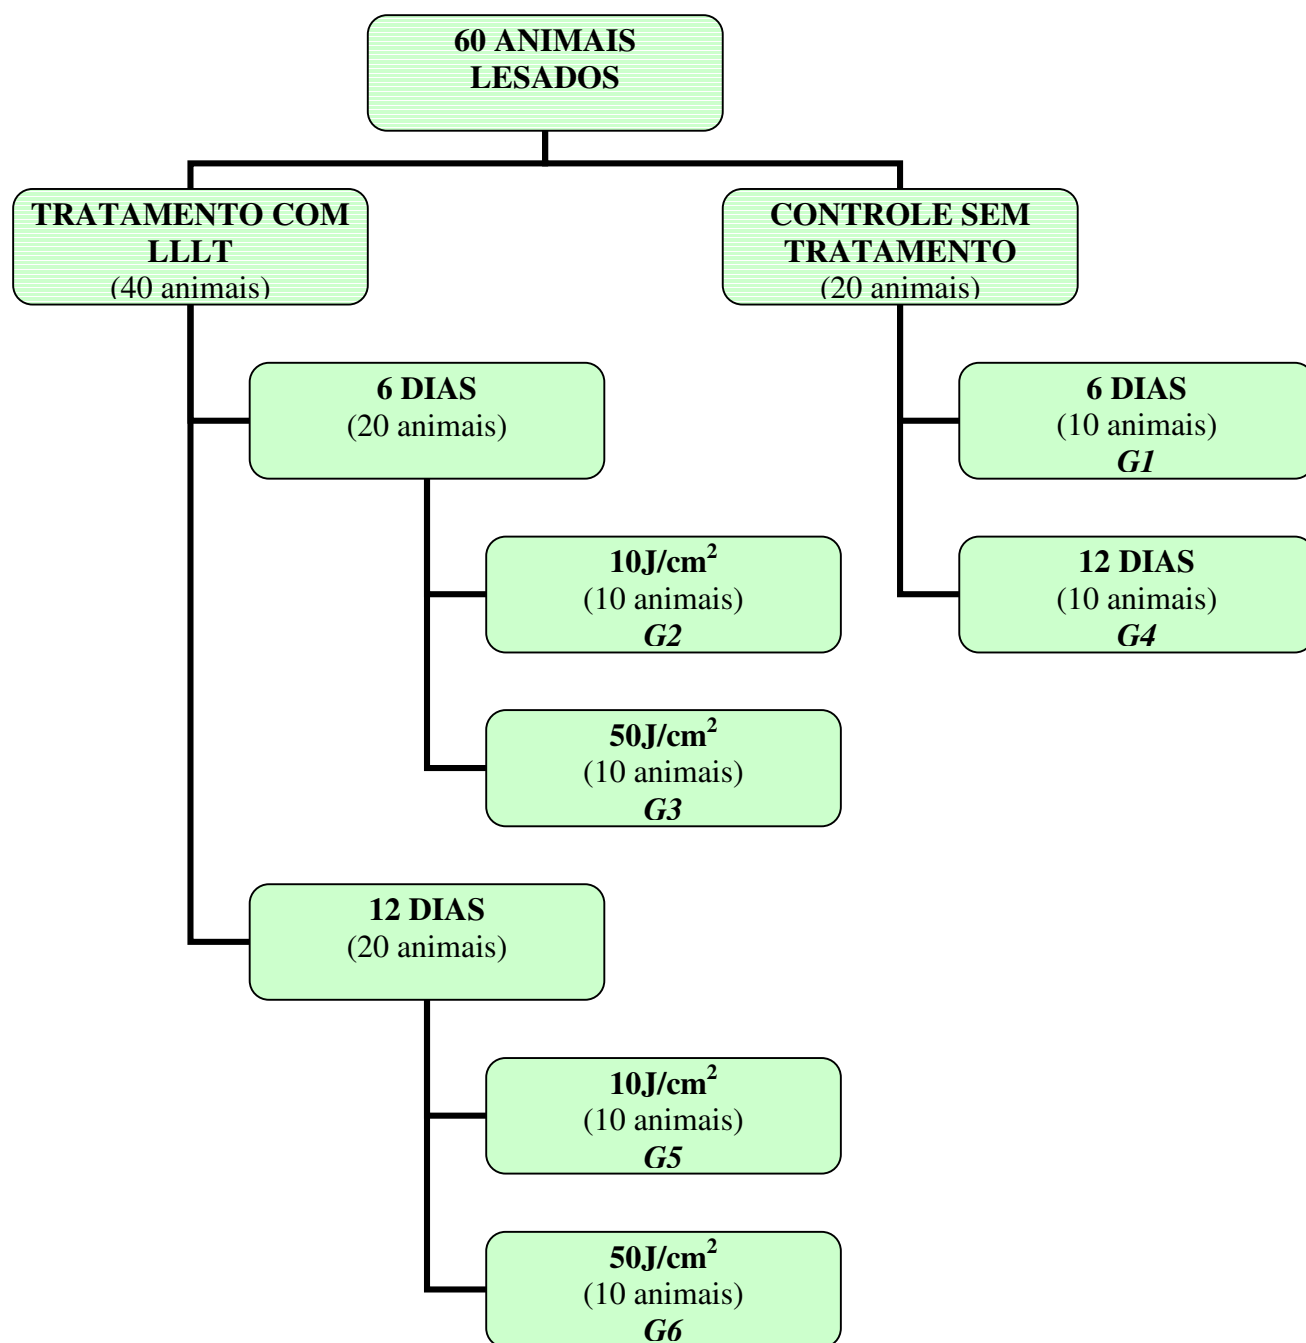 60 ANIMAIS
LESADOS
TRATAMENTO COM
LLLT
(40 animais)
CONTROLE SEM
TRATAMENTO
(20 animais)
6 DIAS
(20 animais)
6 DIAS
(10 animais)
G1
10J/cm²
(10 animais)
G2
12 DIAS
(10 animais)
G4
50J/cm²
(10 animais)
G3
12 DIAS
(20 animais)
10J/cm²
(10 animais)
G5
50J/cm²
(10 animais)
G6